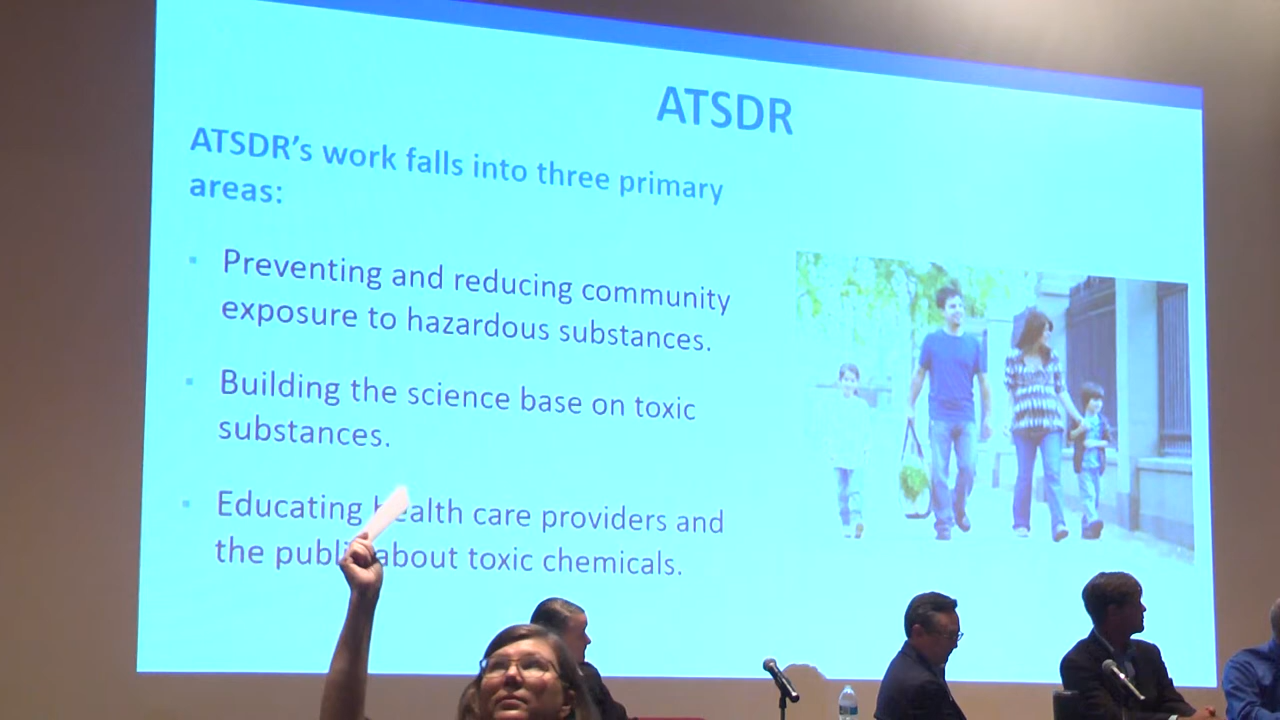 ATSDR
ATSDR's work falls into three primary
areas:
Preventing and reducing community
exposure to hazardous substances.
Building the science base on toxic
substances.
Educating health care providers and
the public about toxic chemicals.